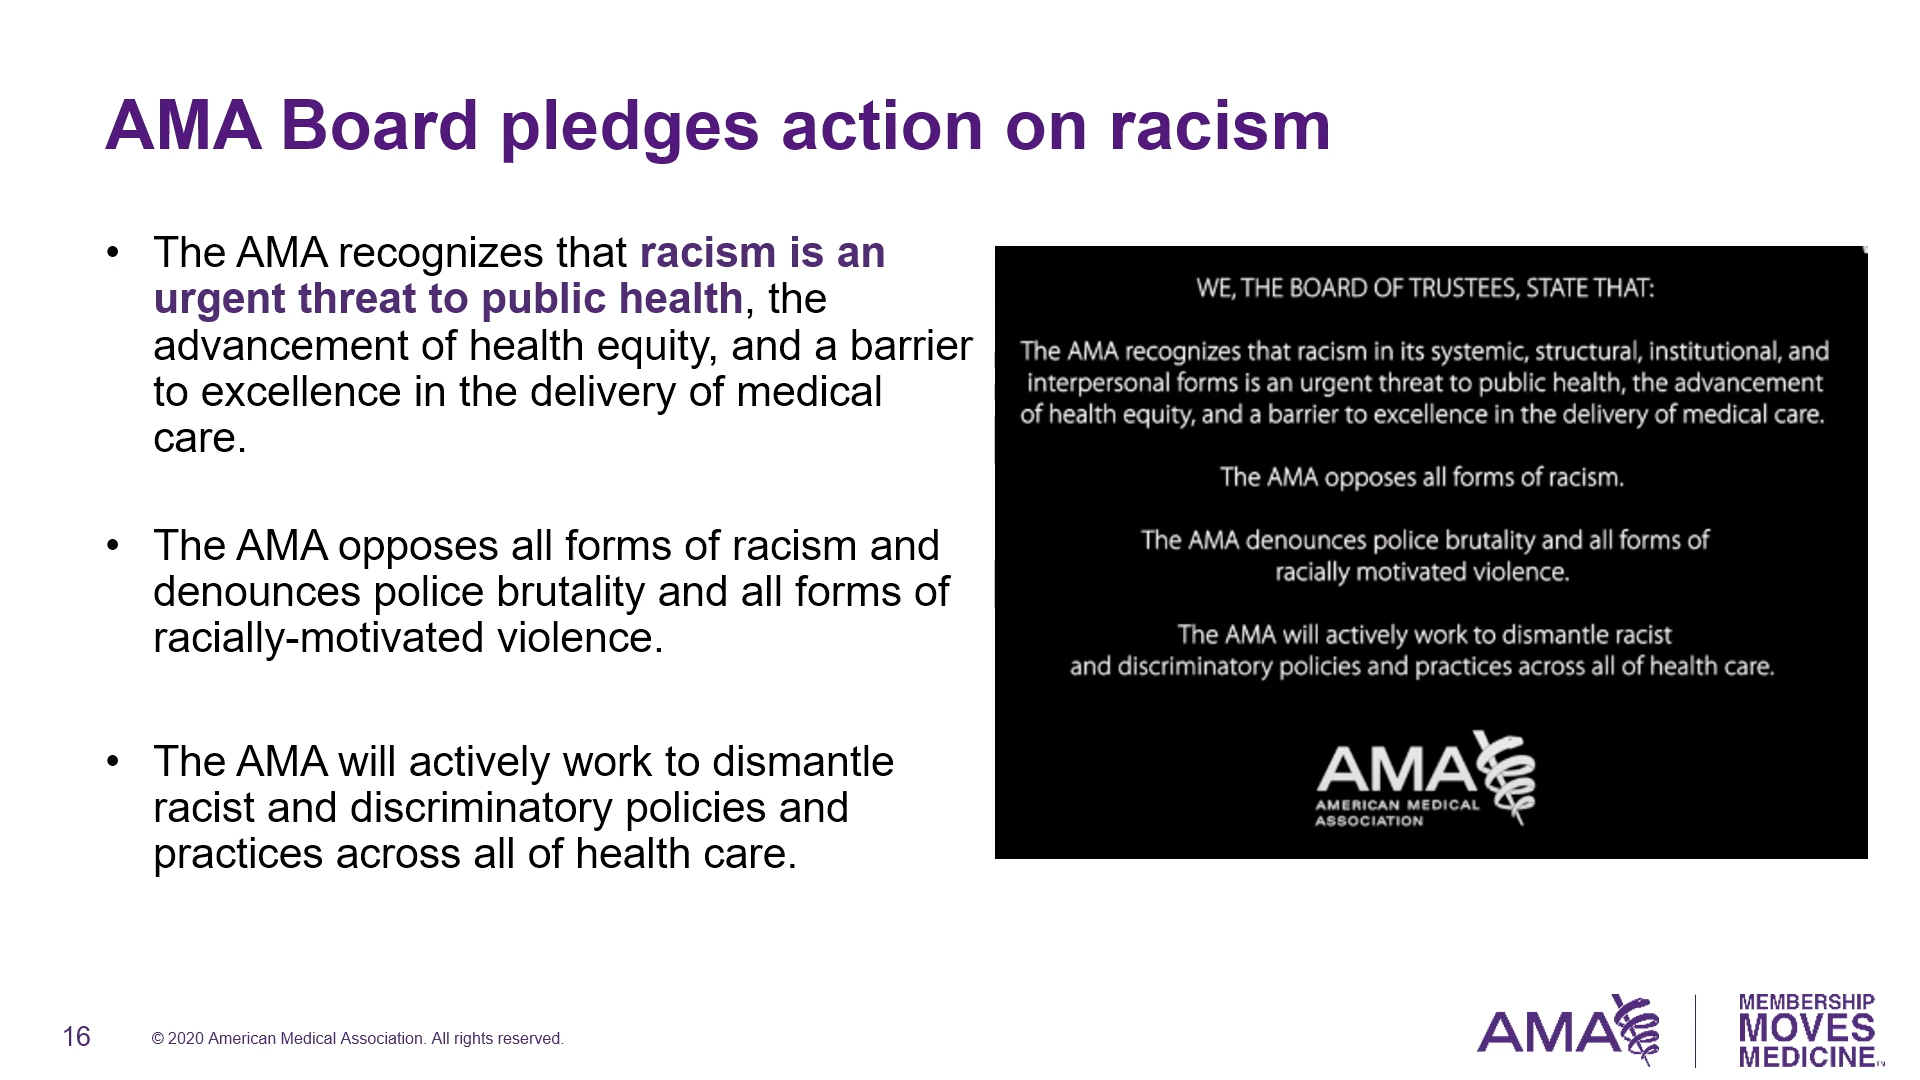 AMA Board pledges action on racism
• The AMA recognizes that racism is an
urgent threat to public health, the
advancement of health equity, and a barrier
to excellence in the delivery of medical
care.
• The AMA opposes all forms of racism and
denounces police brutality and all forms of
racially-motivated violence.
• The AMA will actively work to dismantle
racist and discriminatory policies and
practices across all of health care.
WE, THE BOARD OF TRUSTEES, STATE THAT:
The AMA recognizes that racism in its systemic, structural, institutional, and
interpersonal forms is an urgent threat to public health, the advancement
of health equity, and a barrier to excellence in the delivery of medical care.
The AMA opposes all forms of racism.
The AMA denounces police brutality and all forms of
racially motivated violence.
The AMA will actively work to dismantle racist
and discriminatory policies and practices across all of health care.
AMA
AMERICAN MEDICAL
ASSOCIATION
16
© 2020 American Medical Association. All rights reserved.
AMA
MEMBERSHIP
MOVES
MEDICINE™